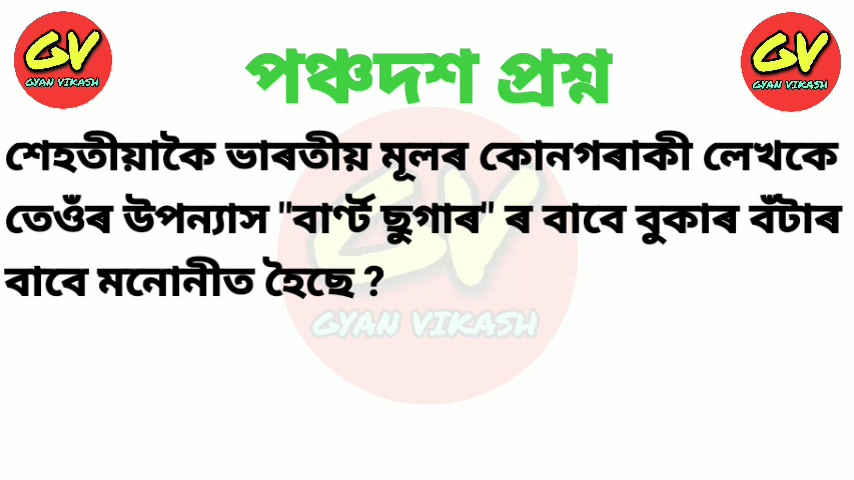 GV
GYAN VIKASH
পঞ্চদশ প্ৰশ্ন
GV
GYAN VIKASH
শেহতীয়াকৈ ভাৰতীয় মূলৰ কোনগৰাকী লেখকে
তেওঁৰ উপন্যাস "বাৰ্ণ্ট ছুগাৰ" ৰ বাবে বুকাৰ বঁটাৰ
বাবে মনোনীত হৈছে ?
GV
GYAN VIKASH